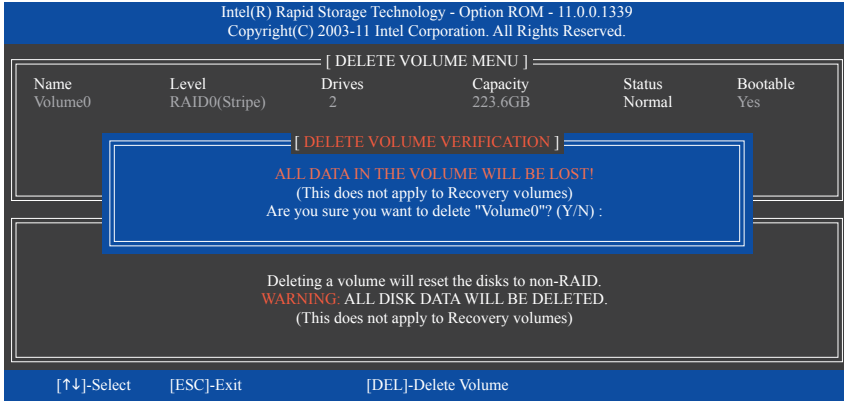 Intel(R) Rapid Storage Technology - Option ROM - 11.0.0.1339
Copyright(C) 2003-11 Intel Corporation. All Rights Reserved.
[ DELETE VOLUME MENU ]
Name Level Drives Capacity Status Bootable
Volume0 RAID0(Stripe) 2 223.6GB Normal Yes
[ DELETE VOLUME VERIFICATION ]
ALL DATA IN THE VOLUME WILL BE LOST!
(This does not apply to Recovery volumes)
Are you sure you want to delete "Volume0"? (Y/N) :
Deleting a volume will reset the disks to non-RAID.
WARNING: ALL DISK DATA WILL BE DELETED.
(This does not apply to Recovery volumes)
[↑↓]-Select [ESC]-Exit [DEL]-Delete Volume